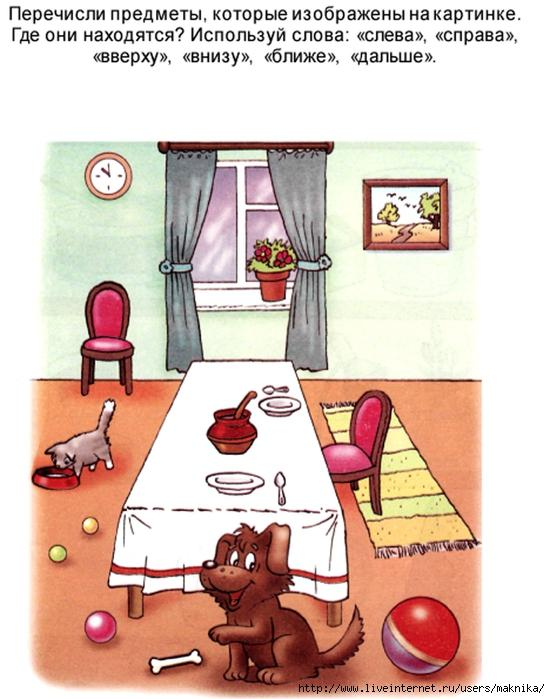 Перечисли предметы, которые изображены на картинке.
Где они находятся? Используй слова: «слева», «справа»,
«вверху», «внизу», «ближе», «дальше».
http://www.liveinternet.ru/users/maknika/